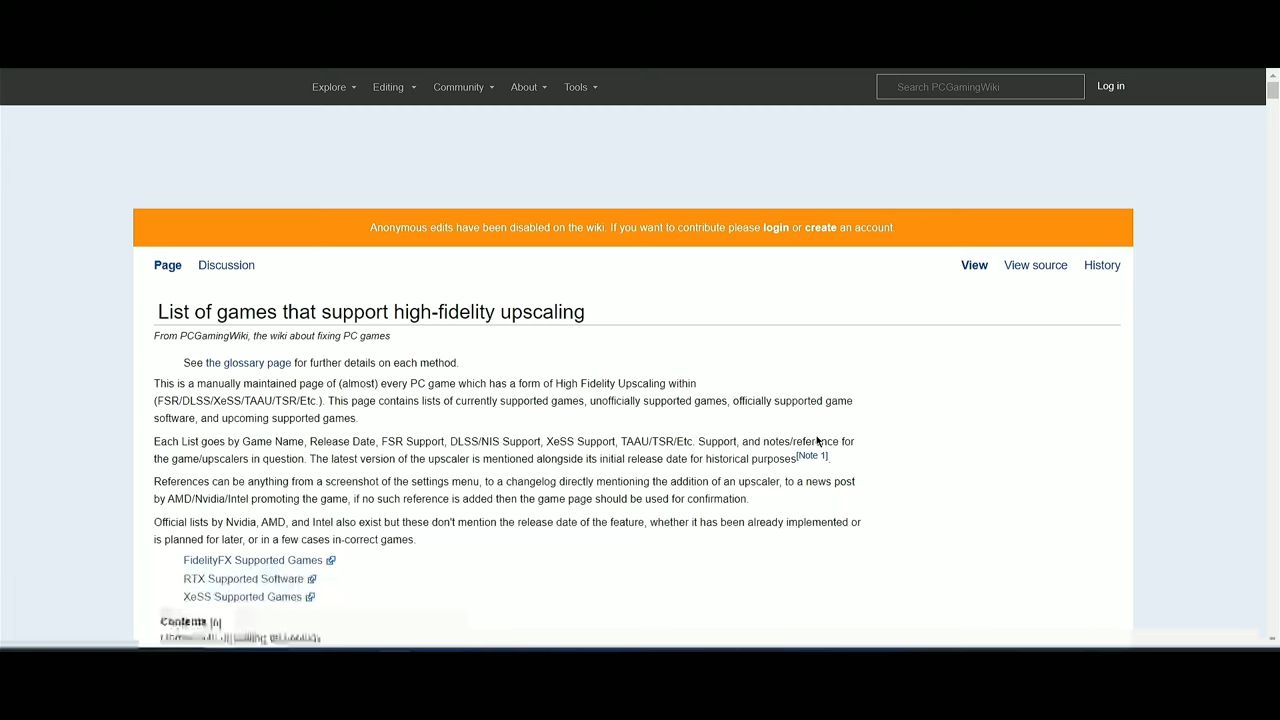 Explore Editing Community About Tools Search PCGamingWiki Log in
Anonymous edits have been disabled on the wiki. If you want to contribute please login or create an account.
Page Discussion View View source History
List of games that support high-fidelity upscaling
From PCGamingWiki, the wiki about fixing PC games
See the glossary page for further details on each method.
This is a manually maintained page of (almost) every PC game which has a form of High Fidelity Upscaling within
(FSR/DLSS/XeSS/TAAU/TSR/Etc.). This page contains lists of currently supported games, unofficially supported games, officially supported game
software, and upcoming supported games.
Each List goes by Game Name, Release Date, FSR Support, DLSS/NIS Support, XeSS Support, TAAU/TSR/Etc. Support, and notes/reference for
the game/upscalers in question. The latest version of the upscaler is mentioned alongside its initial release date for historical purposes[Note 1].
References can be anything from a screenshot of the settings menu, to a changelog directly mentioning the addition of an upscaler, to a news post
by AMD/Nvidia/Intel promoting the game, if no such reference is added then the game page should be used for confirmation.
Official lists by Nvidia, AMD, and Intel also exist but these don't mention the release date of the feature, whether it has been already implemented or
is planned for later, or in a few cases in-correct games.
FidelityFX Supported Games
RTX Supported Software
XeSS Supported Games
Contents